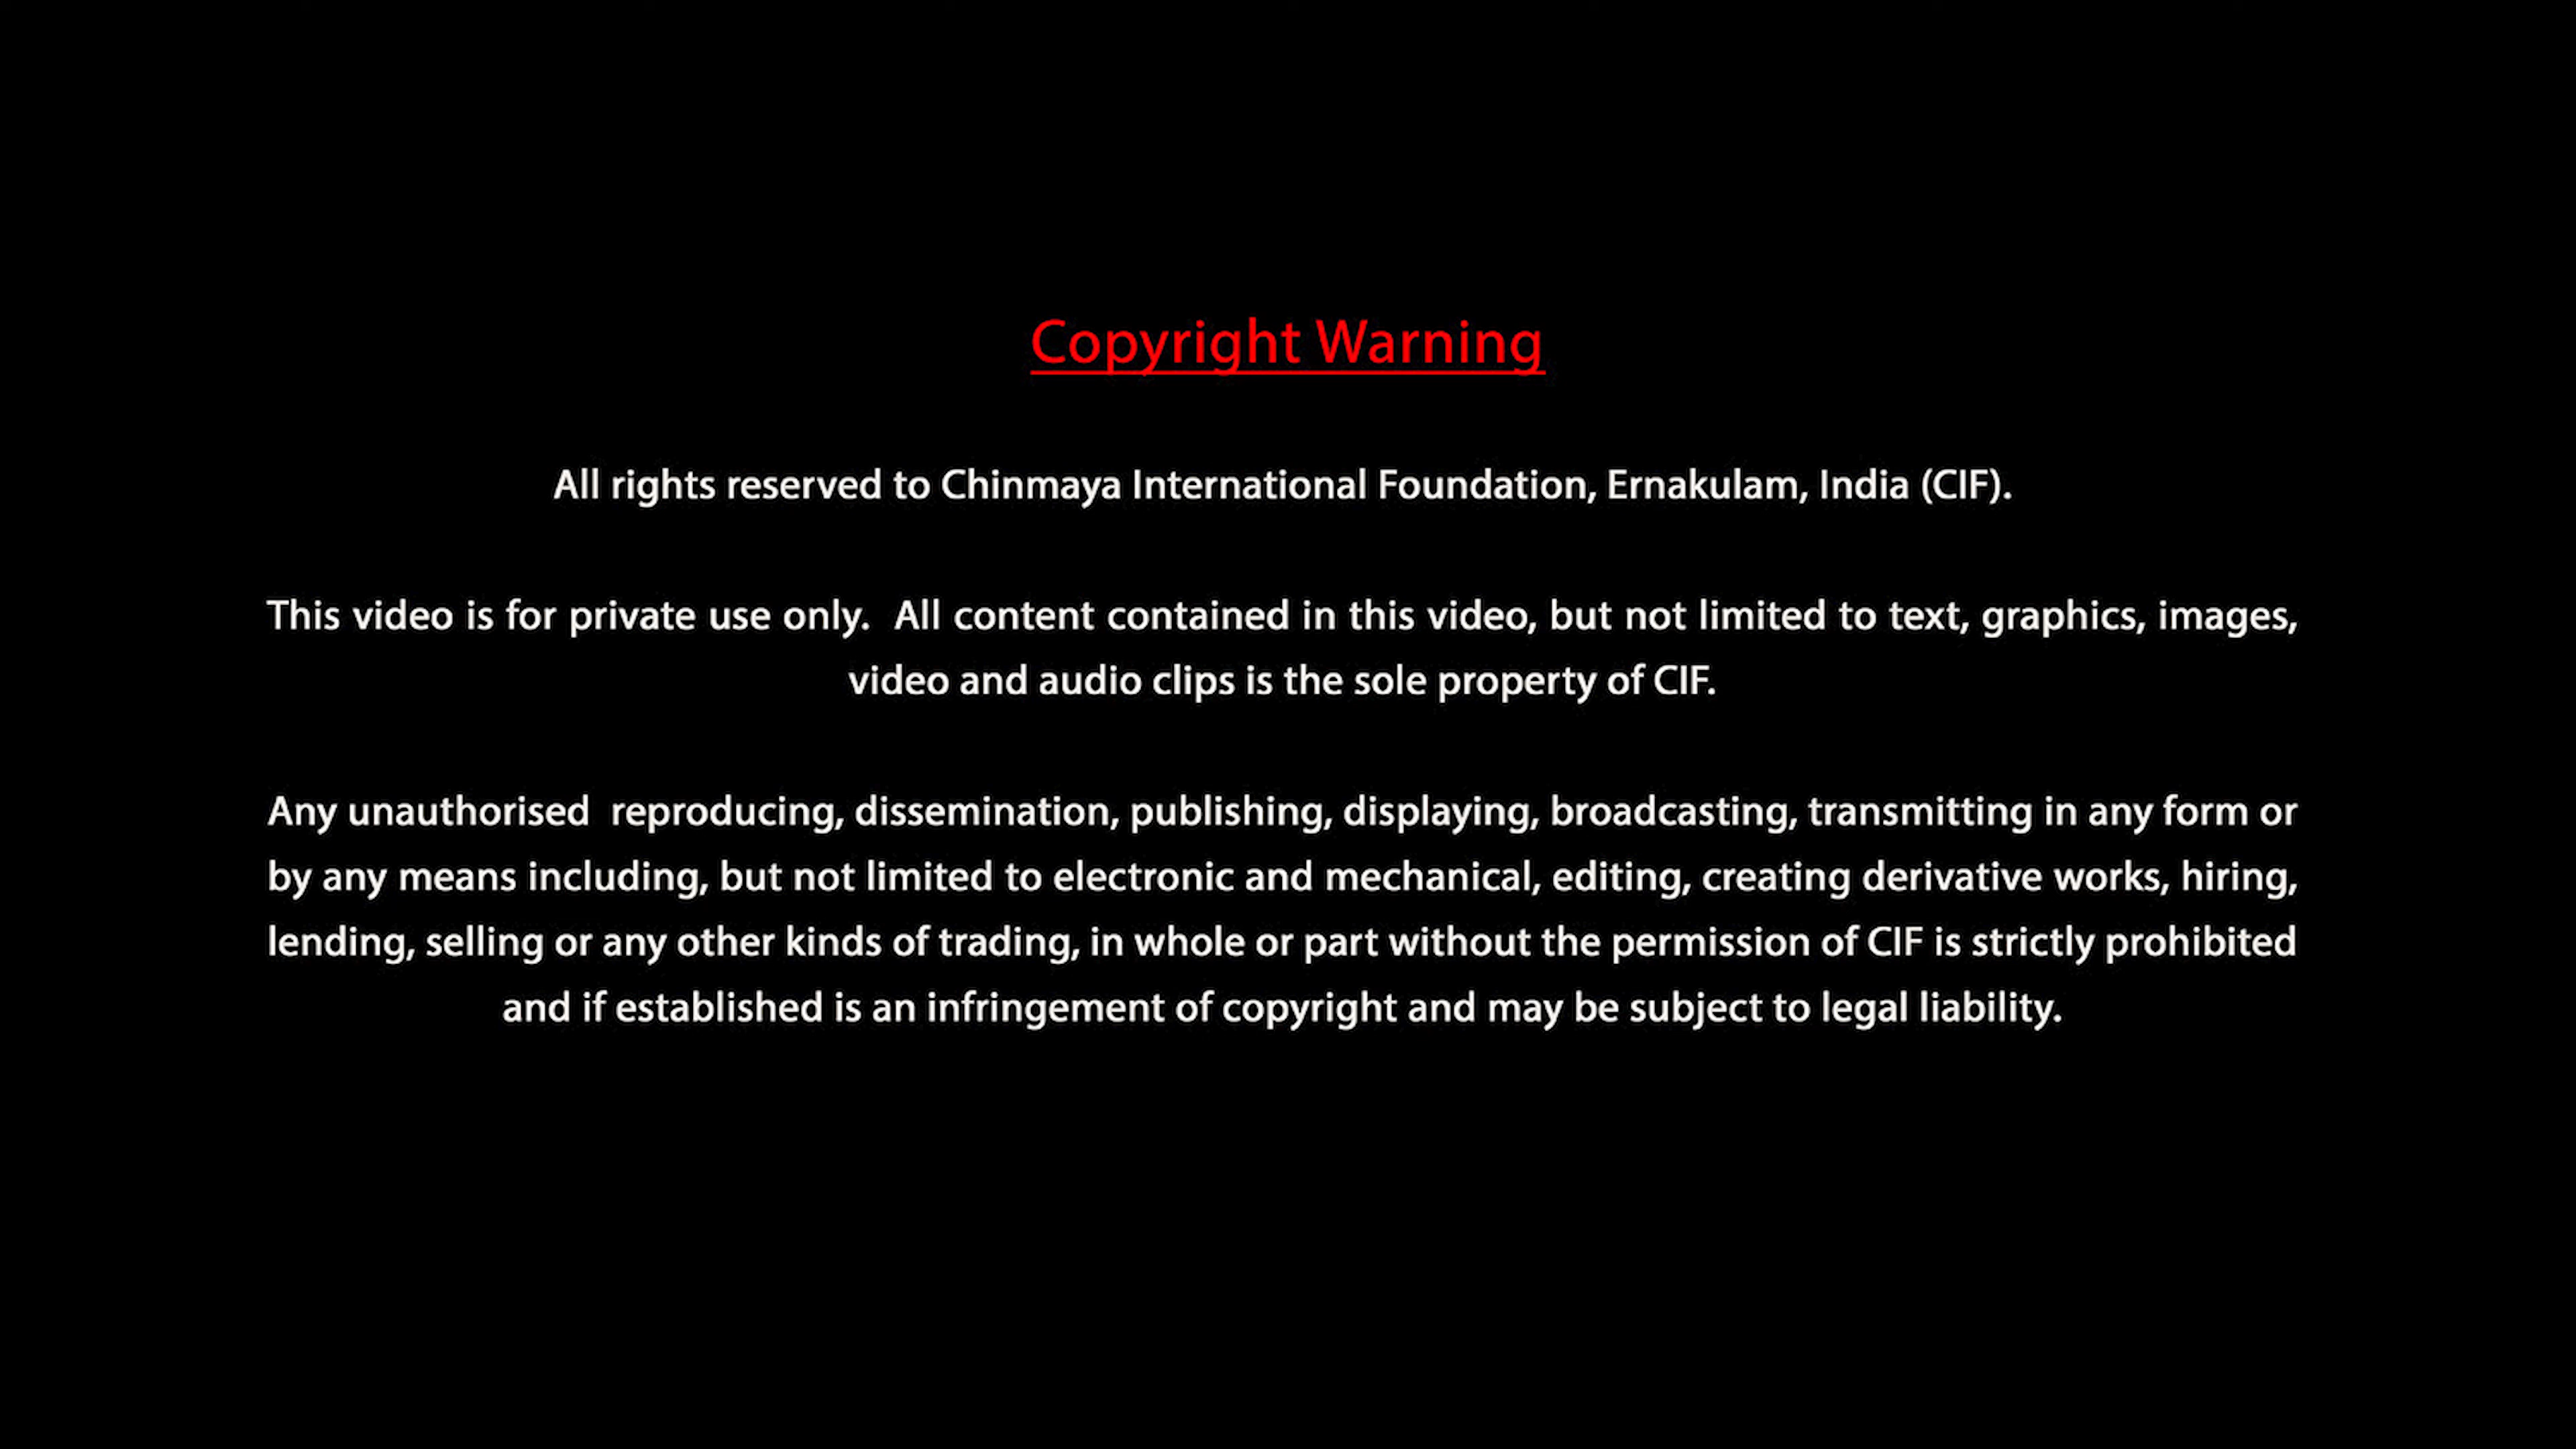 Copyright Warning
All rights reserved to Chinmaya International Foundation, Ernakulam, India (CIF).
This video is for private use only.  All content contained in this video, but not limited to text, graphics, images,
video and audio clips is the sole property of CIF.
Any unauthorised  reproducing, dissemination, publishing, displaying, broadcasting, transmitting in any form or
by any means including, but not limited to electronic and mechanical, editing, creating derivative works, hiring,
lending, selling or any other kinds of trading, in whole or part without the permission of CIF is strictly prohibited
and if established is an infringement of copyright and may be subject to legal liability.